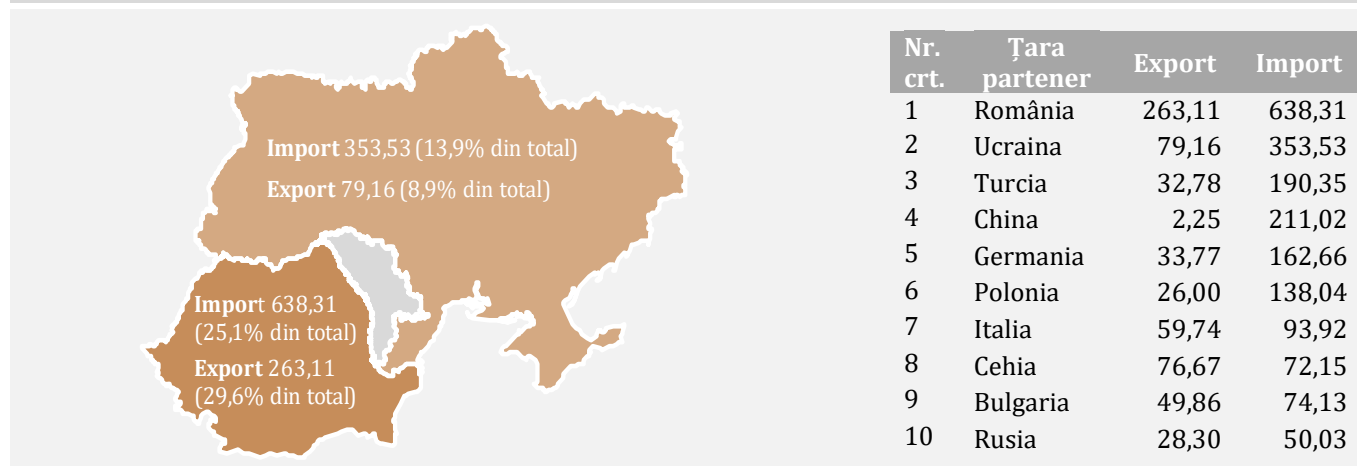 Import 353,53 (13,9% din total)
Export 79,16 (8,9% din total)
Import 638,31
(25,1% din total)
Export 263,11
(29,6% din total)
Nr. crt. Țara partener Export Import
1 România 263,11 638,31
2 Ucraina 79,16 353,53
3 Turcia 32,78 190,35
4 China 2,25 211,02
5 Germania 33,77 162,66
6 Polonia 26,00 138,04
7 Italia 59,74 93,92
8 Cehia 76,67 72,15
9 Bulgaria 49,86 74,13
10 Rusia 28,30 50,03